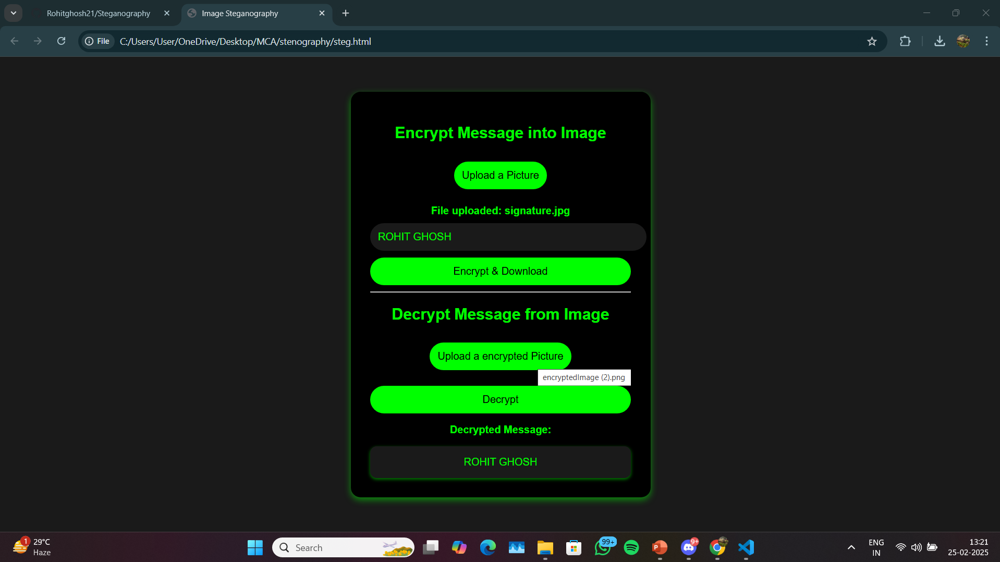 Rohitghosh21/Steganography
Image Steganography
File
C:/Users/User/OneDrive/Desktop/MCA/stenography/steg.html
Encrypt Message into Image
Upload a Picture
File uploaded: signature.jpg
ROHIT GHOSH
Encrypt & Download
Decrypt Message from Image
Upload a encrypted Picture
encryptedImage (2).png
Decrypt
Decrypted Message:
ROHIT GHOSH
1
29°C
Haze
Search
99+
P
9+
ENG
IN
13:21
25-02-2025